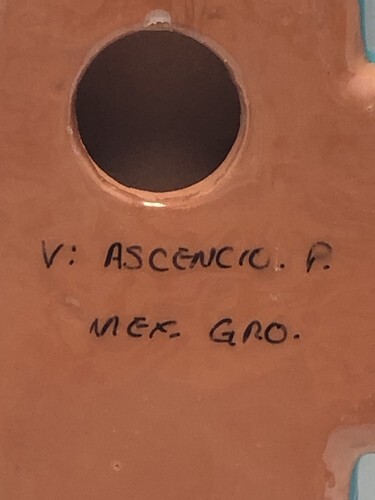 V: ASCENCIO. P.
MEX. GRO.